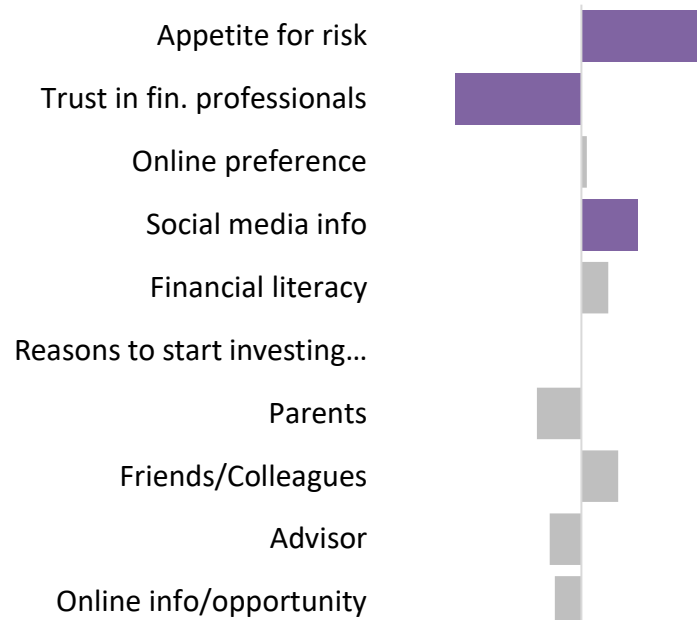 Appetite for risk
Trust in fin. professionals
Online preference
Social media info
Financial literacy
Reasons to start investing…
Parents
Friends/Colleagues
Advisor
Online info/opportunity